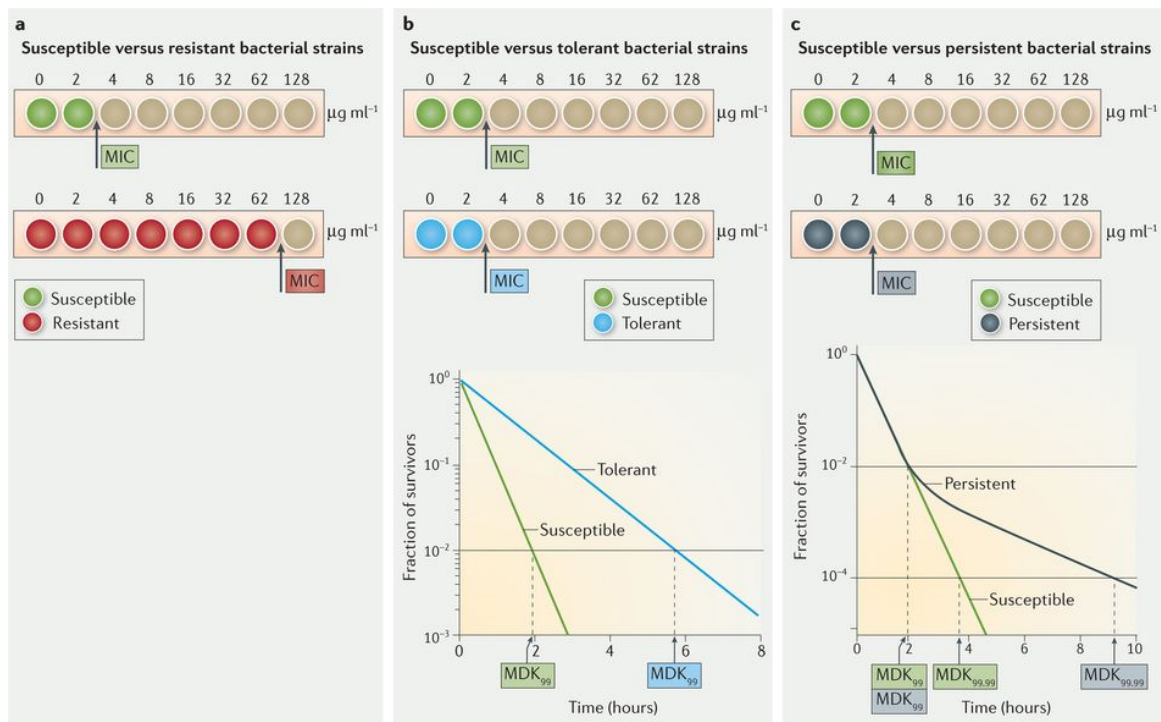 a
Susceptible versus resistant bacterial strains
0 2 4 8 16 32 62 128
µg ml⁻¹
MIC
0 2 4 8 16 32 62 128
µg ml⁻¹
MIC
Susceptible
Resistant
b
Susceptible versus tolerant bacterial strains
0 2 4 8 16 32 62 128
µg ml⁻¹
MIC
0 2 4 8 16 32 62 128
µg ml⁻¹
MIC
Susceptible
Tolerant
Fraction of survivors
10⁰
10⁻¹
10⁻²
10⁻³
Tolerant
Susceptible
0 2 4 6 8
MDK₉₉ MDK₉₉
Time (hours)
c
Susceptible versus persistent bacterial strains
0 2 4 8 16 32 62 128
µg ml⁻¹
MIC
0 2 4 8 16 32 62 128
µg ml⁻¹
MIC
Susceptible
Persistent
Fraction of survivors
10⁰
10⁻²
10⁻⁴
Persistent
Susceptible
0 2 4 6 8 10
MDK₉₉ MDK₉₉.₉₉ MDK₉₉.₉₉
MDK₉₉
Time (hours)